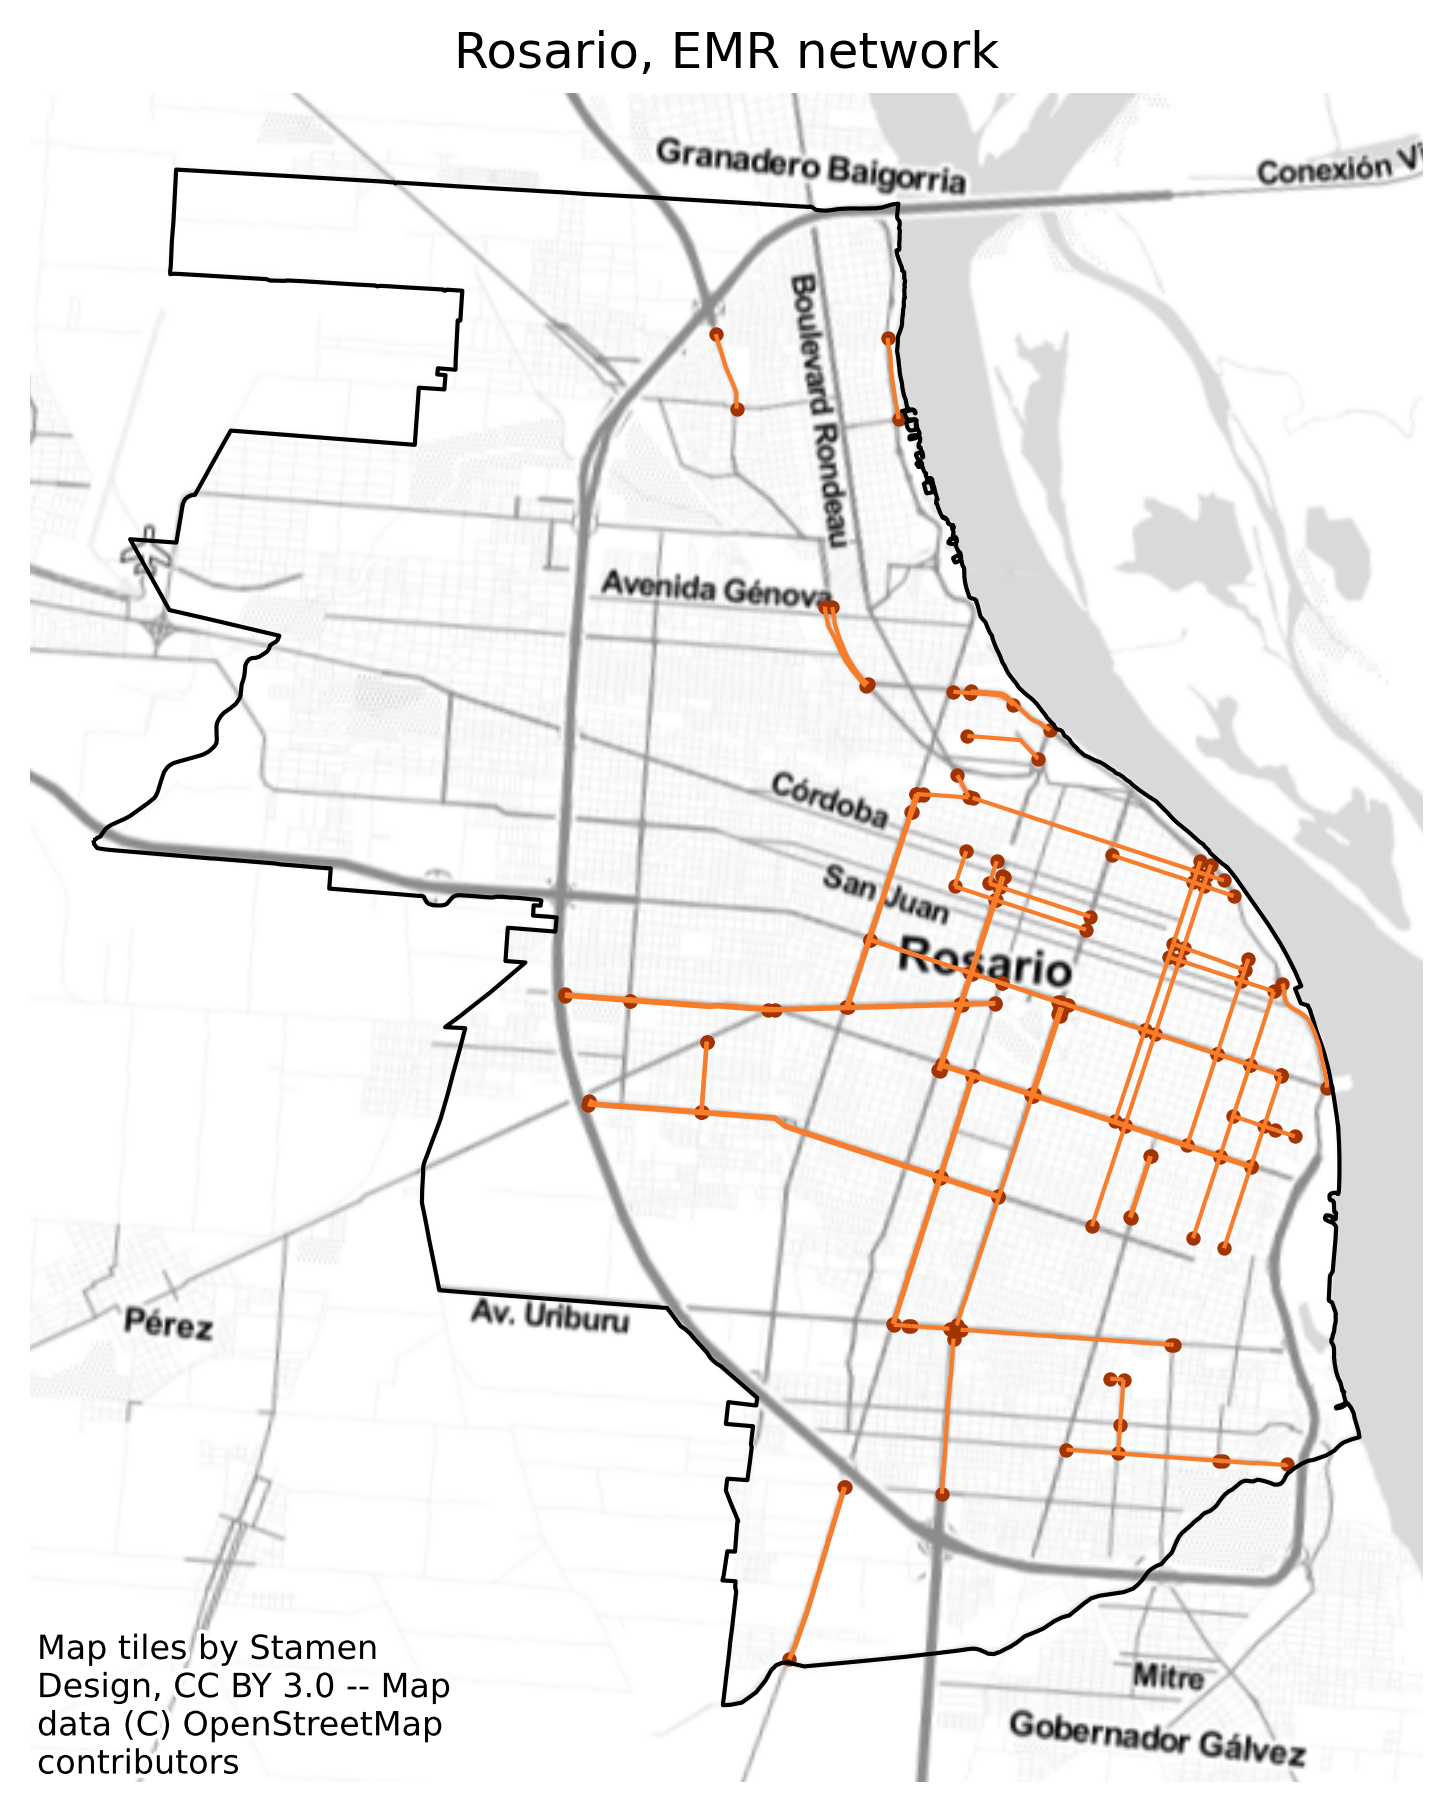 Rosario, EMR network
Granadero Baigorria
Conexión Vi
Boulevard Rondeau
Avenida Génova
Córdoba
San Juan
Rosario
Pérez
Av. Uriburu
Map tiles by Stamen
Design, CC BY 3.0 -- Map
data (C) OpenStreetMap
contributors
Mitre
Gobernador Gálvez